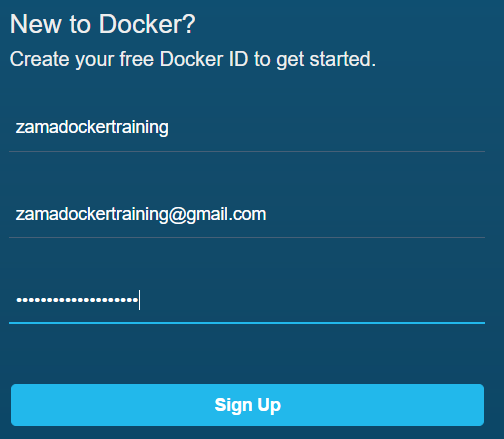 New to Docker?
Create your free Docker ID to get started.
zamadockertraining
zamadockertraining@gmail.com
••••••••••••••••••••
Sign Up